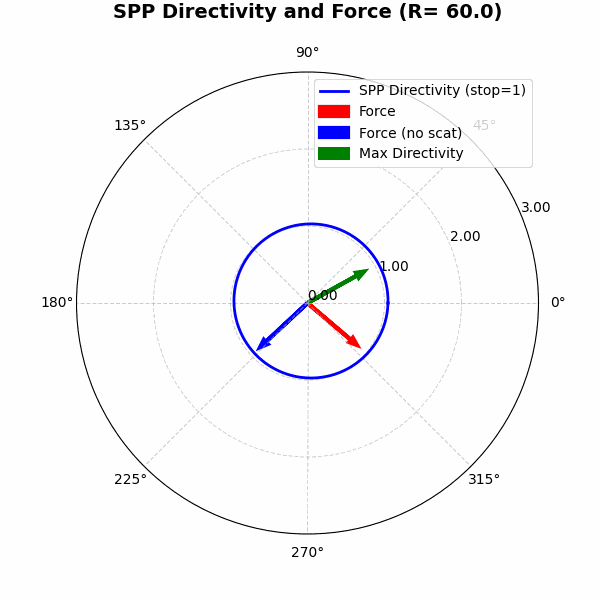 SPP Directivity and Force (R= 60.0)
90°
SPP Directivity (stop=1)
Force
Force (no scat)
Max Directivity
135°
45°
3.00
2.00
1.00
0.00
180°
0°
225°
315°
270°